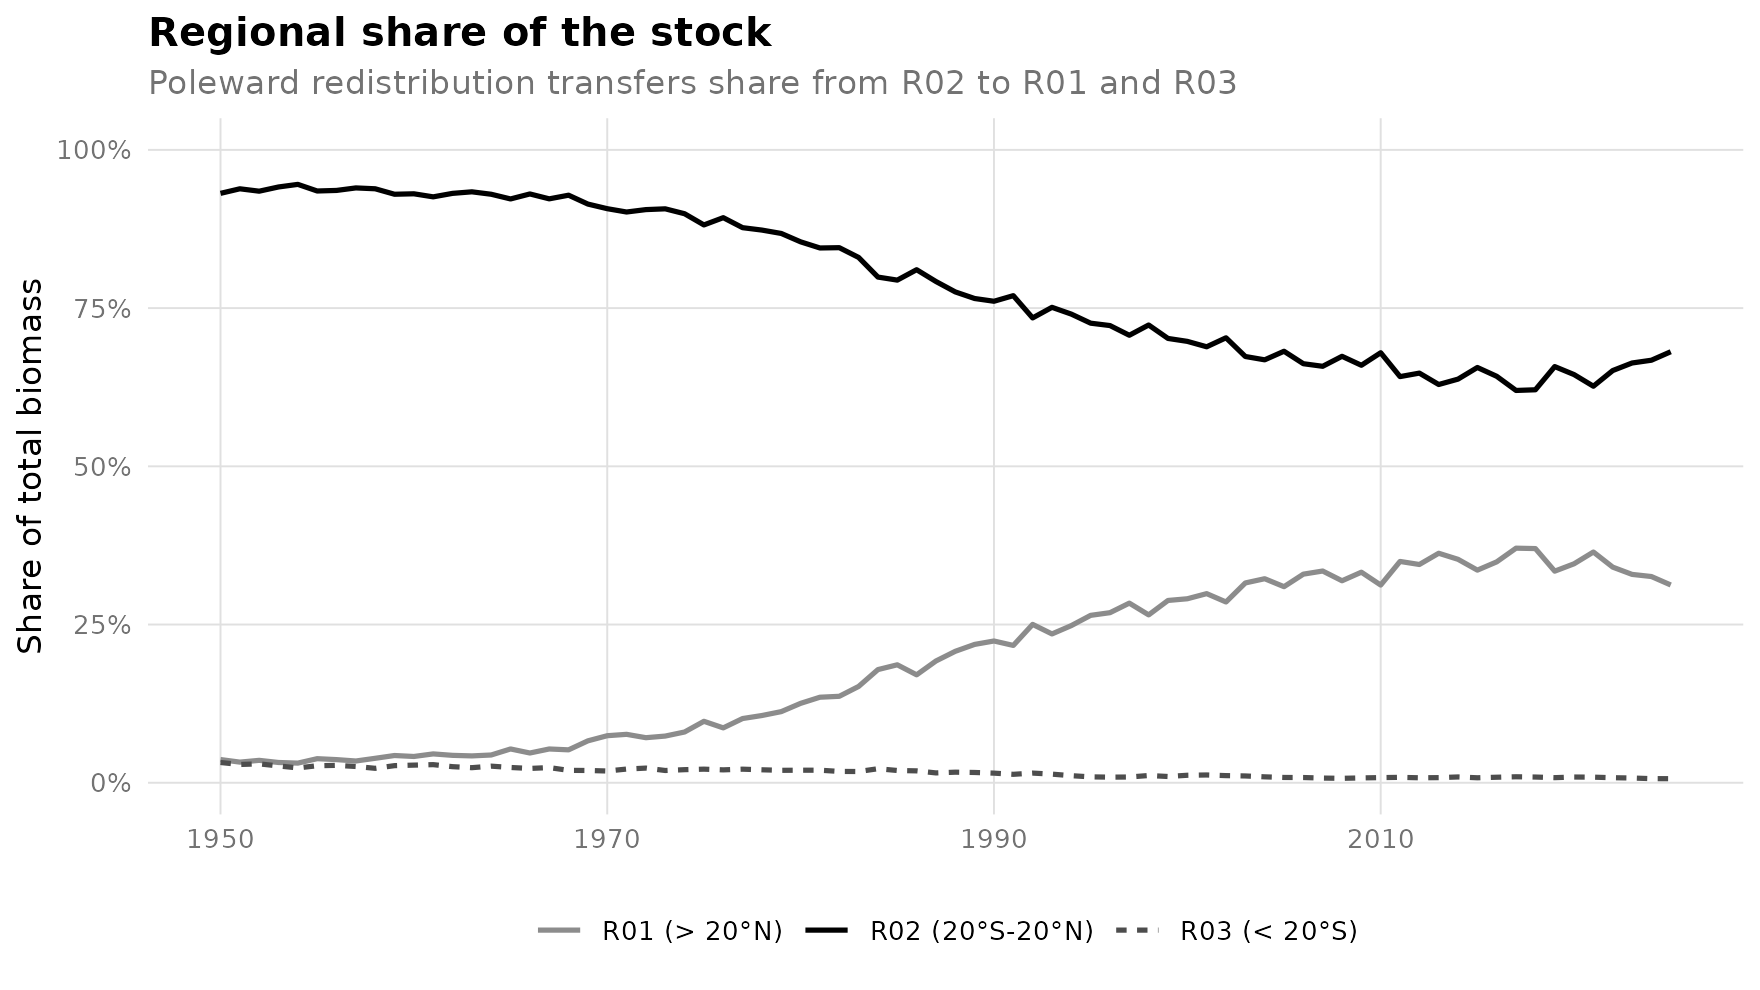 Regional share of the stock
Poleward redistribution transfers share from R02 to R01 and R03
Share of total biomass
100%
75%
50%
25%
0%
1950 1970 1990 2010
R01 (> 20°N) R02 (20°S-20°N) R03 (< 20°S)